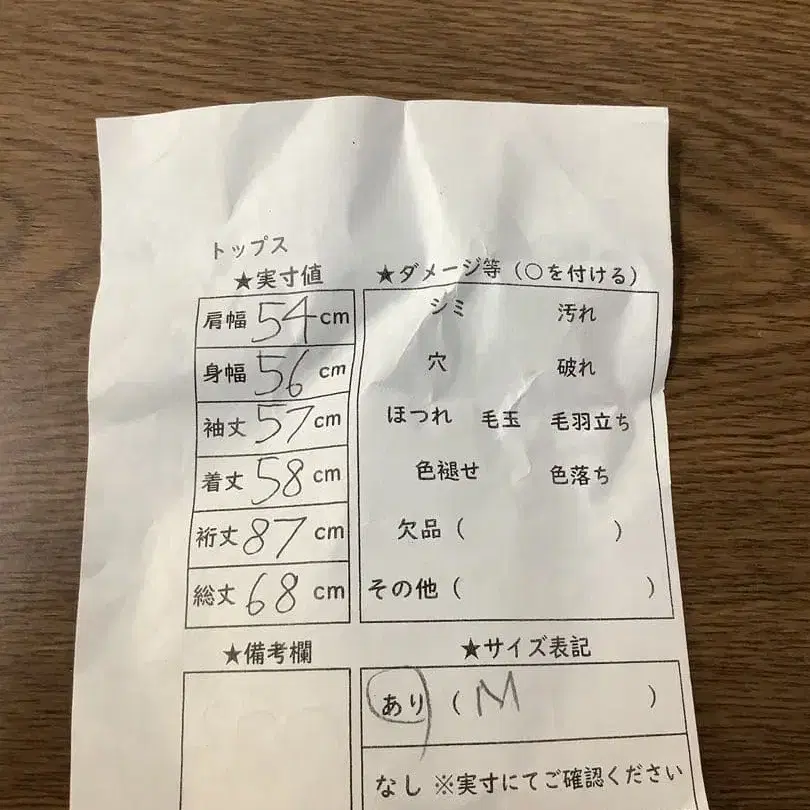 トップス
★実寸値
肩幅 54 cm
身幅 56 cm
袖丈 57 cm
着丈 58 cm
裄丈 87 cm
総丈 68 cm
★ダメージ等（○を付ける）
シミ 汚れ
穴 破れ
ほつれ 毛玉 毛羽立ち
色褪せ 色落ち
欠品（ ）
その他（ ）
★備考欄
★サイズ表記
あり（ M ）
なし ※実寸にてご確認ください